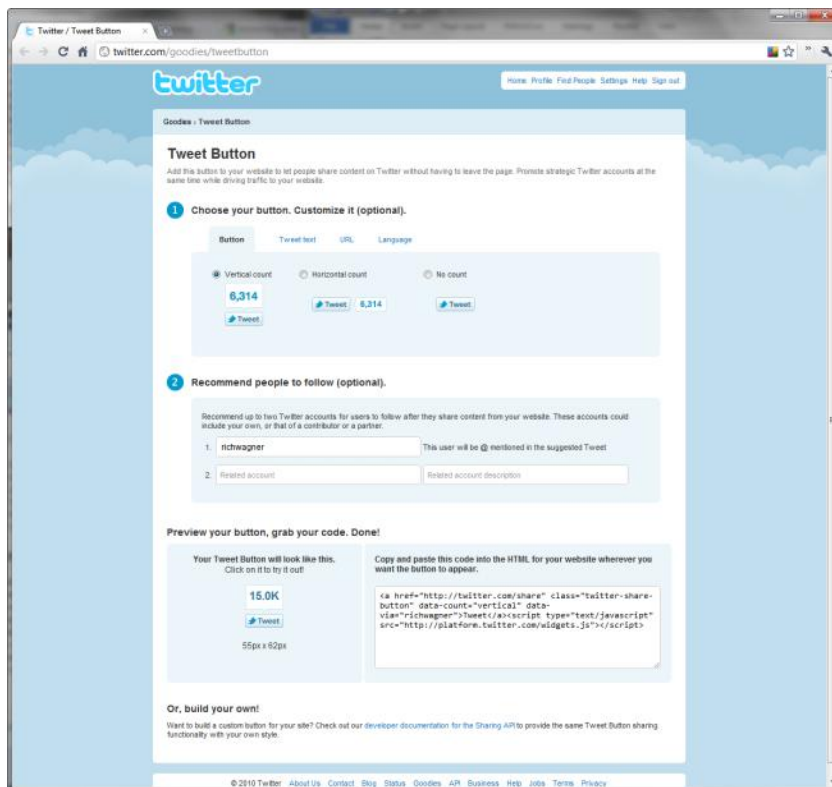 Twitter / Tweet Button
twitter.com/goodies/tweetbutton
twitter
Home Profile Find People Settings Help Sign out
Goodies › Tweet Button
Tweet Button
Add this button to your website to let people share content on Twitter without having to leave the page. Promote strategic Twitter accounts at the
same time while driving traffic to your website.
1 Choose your button. Customize it (optional).
Button Tweet text URL Language
Vertical count Horizontal count No count
6,314
Tweet 6,314 Tweet
Tweet
2 Recommend people to follow (optional).
Recommend up to two Twitter accounts for users to follow after they share content from your website. These accounts could
include your own, or that of a contributor or a partner.
1. richwagner This user will be @ mentioned in the suggested Tweet
2. Related account Related account description
Preview your button, grab your code. Done!
Your Tweet Button will look like this.
Click on it to try it out!
15.0K
Tweet
55px x 62px
Copy and paste this code into the HTML for your website wherever you
want the button to appear.
<a href="http://twitter.com/share" class="twitter-share-
button" data-count="vertical" data-
via="richwagner">Tweet</a><script type="text/javascript"
src="http://platform.twitter.com/widgets.js"></script>
Or, build your own!
Want to build a custom button for your site? Check out our developer documentation for the Sharing API to provide the same Tweet Button sharing
functionality with your own style.
© 2010 Twitter About Us Contact Blog Status Goodies API Business Help Jobs Terms Privacy